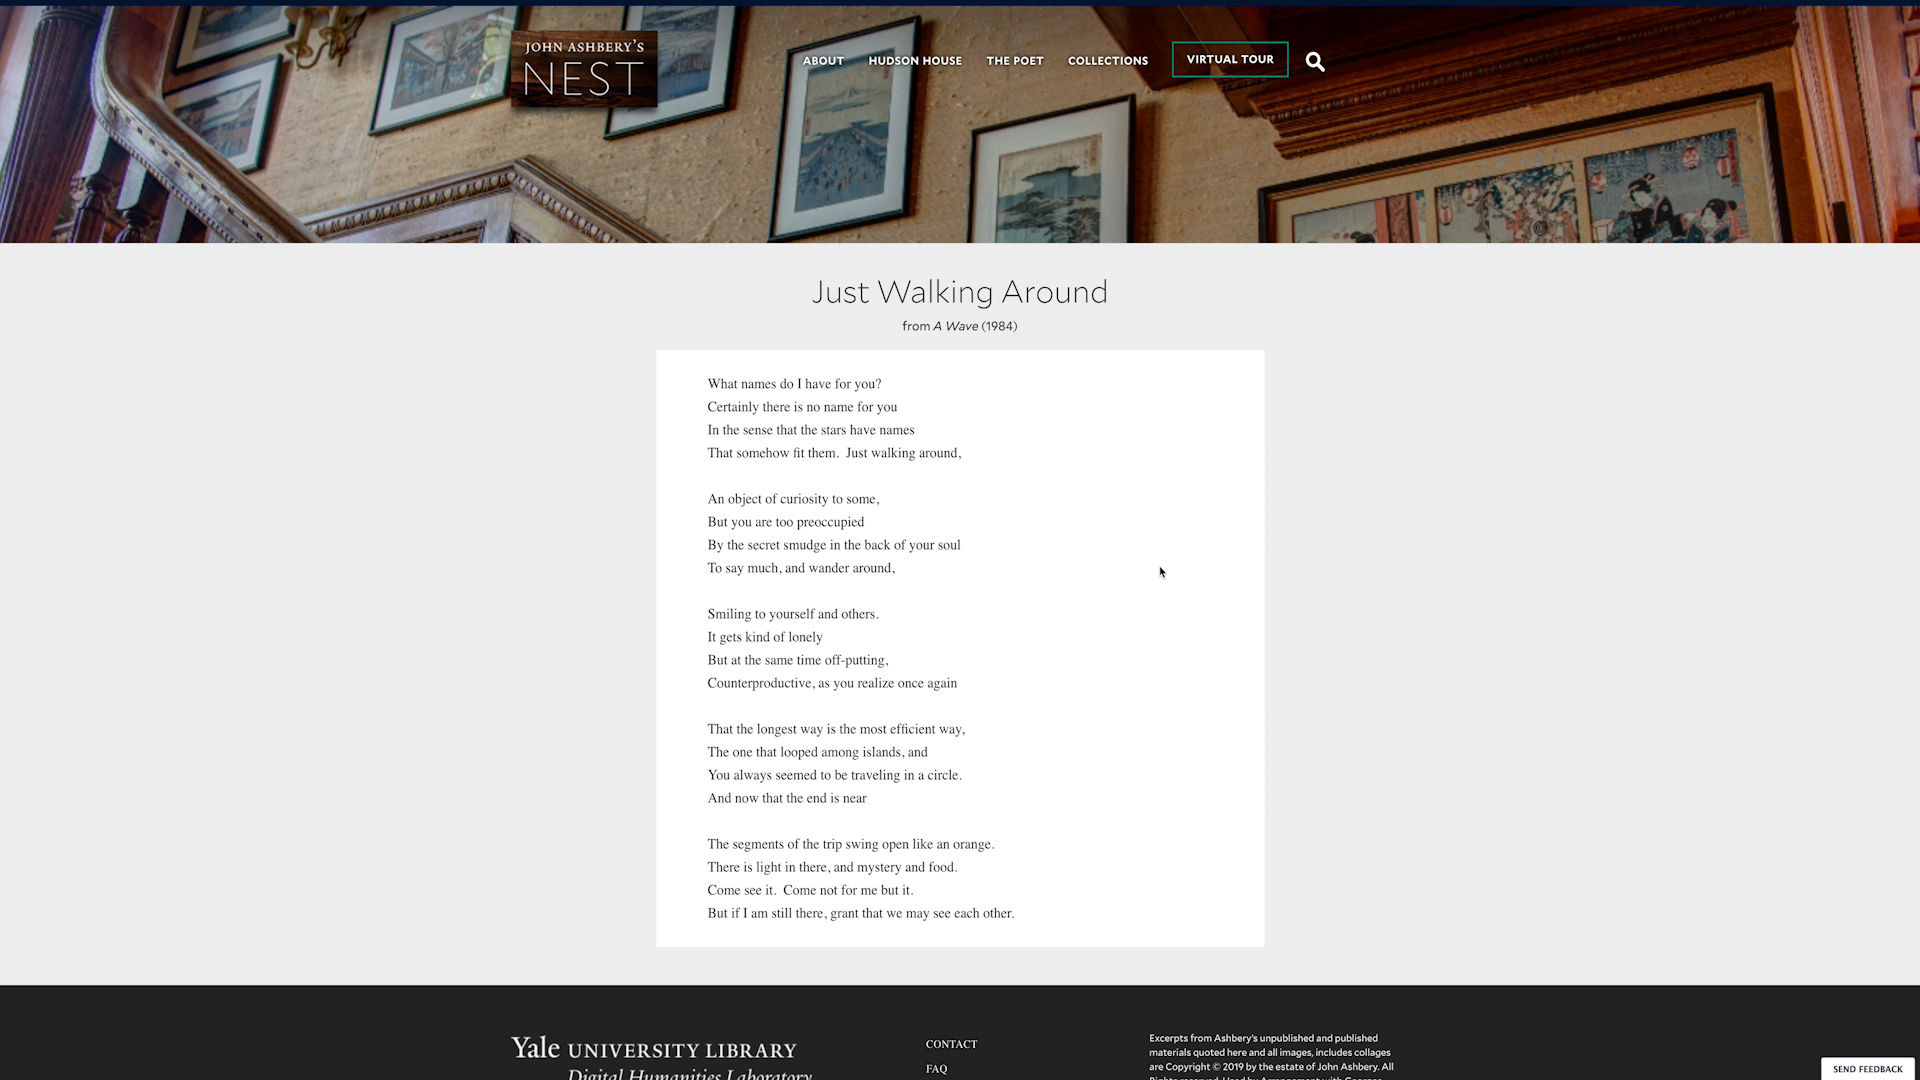 JOHN ASHBERY'S
NEST
ABOUT
HUDSON HOUSE
THE POET
COLLECTIONS
VIRTUAL TOUR
Just Walking Around
from A Wave (1984)
What names do I have for you?
Certainly there is no name for you
In the sense that the stars have names
That somehow fit them.  Just walking around,
An object of curiosity to some,
But you are too preoccupied
By the secret smudge in the back of your soul
To say much, and wander around,
Smiling to yourself and others.
It gets kind of lonely
But at the same time off-putting,
Counterproductive, as you realize once again
That the longest way is the most efficient way,
The one that looped among islands, and
You always seemed to be traveling in a circle.
And now that the end is near
The segments of the trip swing open like an orange.
There is light in there, and mystery and food.
Come see it.  Come not for me but it.
But if I am still there, grant that we may see each other.
Yale UNIVERSITY LIBRARY
Digital Humanities Laboratory
CONTACT
FAQ
Excerpts from Ashbery's unpublished and published
materials quoted here and all images, includes collages
are Copyright © 2019 by the estate of John Ashbery. All
Rights reserved. Used by Arrangement with Georges
SEND FEEDBACK